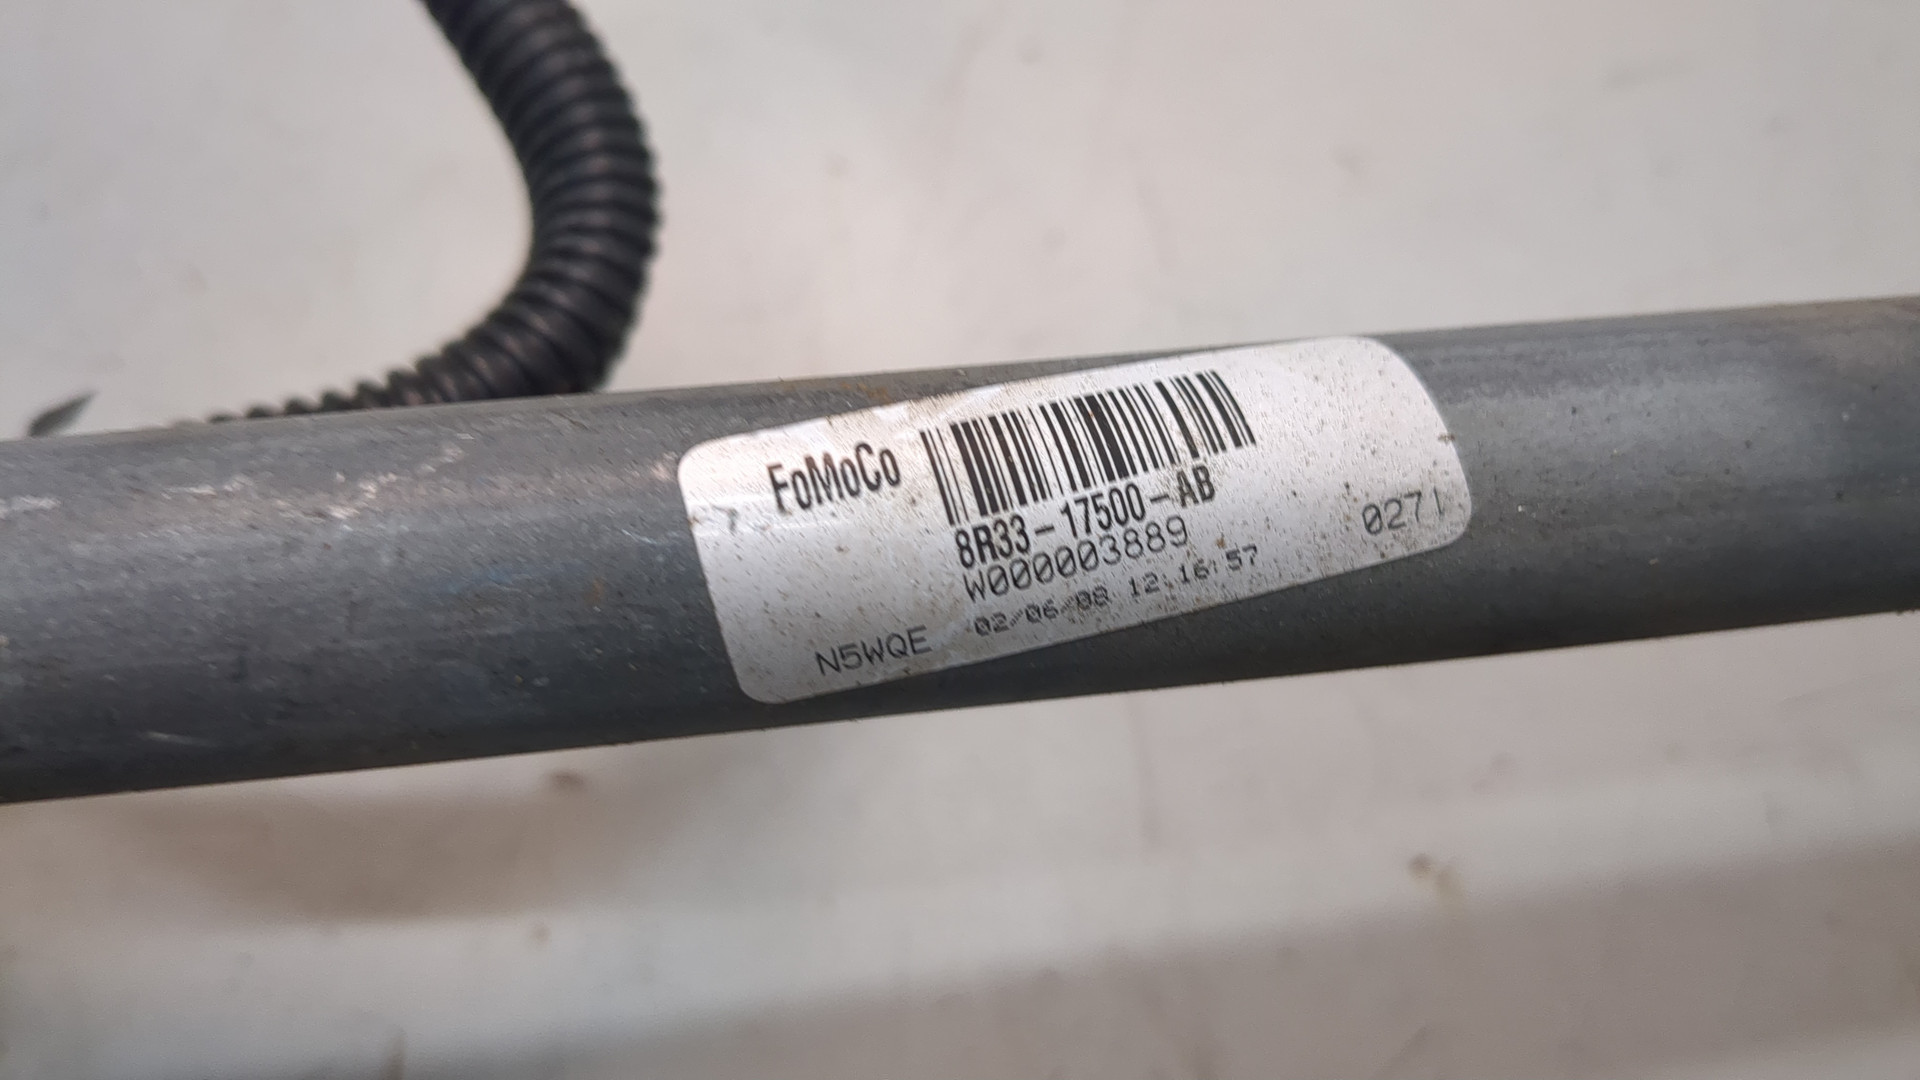 FoMoCo
8R33-17500-AB
W000003889
N5WQE 02/06/08 12:16:57 0271